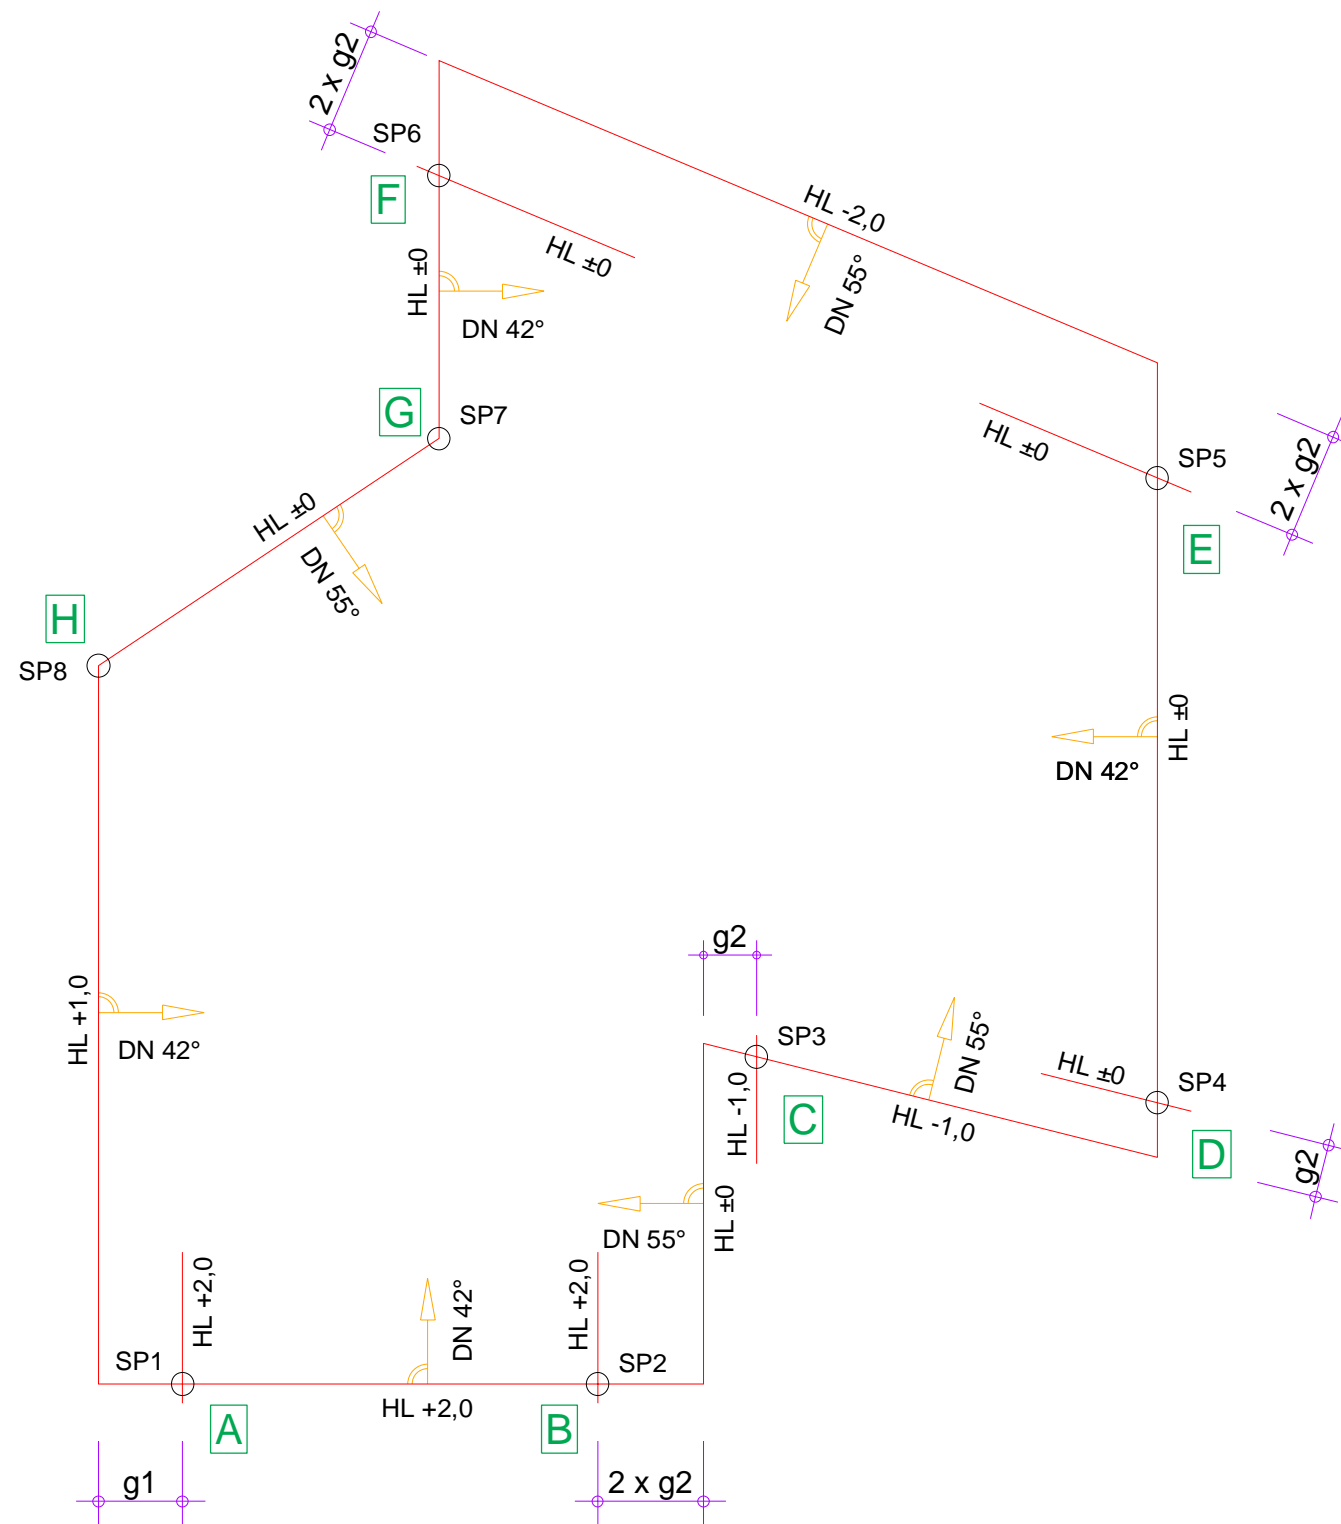 2 x g2
SP6
F
HL -2,0
HL ±0
HL ±0
DN 55°
DN 42°
G
SP7
HL ±0
SP5
HL ±0
2 x g2
E
DN 55°
H
SP8
HL ±0
DN 42°
g2
HL +1,0
DN 42°
SP3
HL -1,0
C
DN 55°
HL -1,0
HL ±0
SP4
D
g2
HL ±0
DN 55°
HL +2,0
DN 42°
HL +2,0
SP1
SP2
HL +2,0
A
B
g1
2 x g2